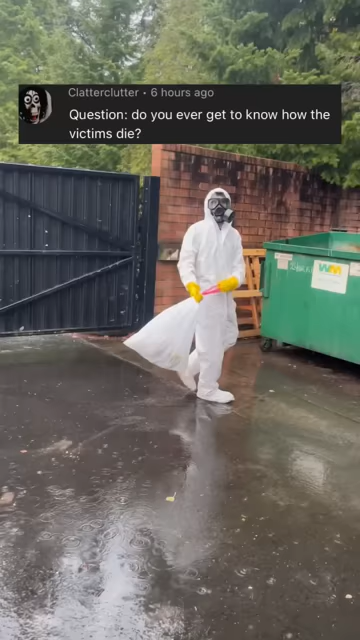 Clatterclutter • 6 hours ago
Question: do you ever get to know how the
victims die?
WM